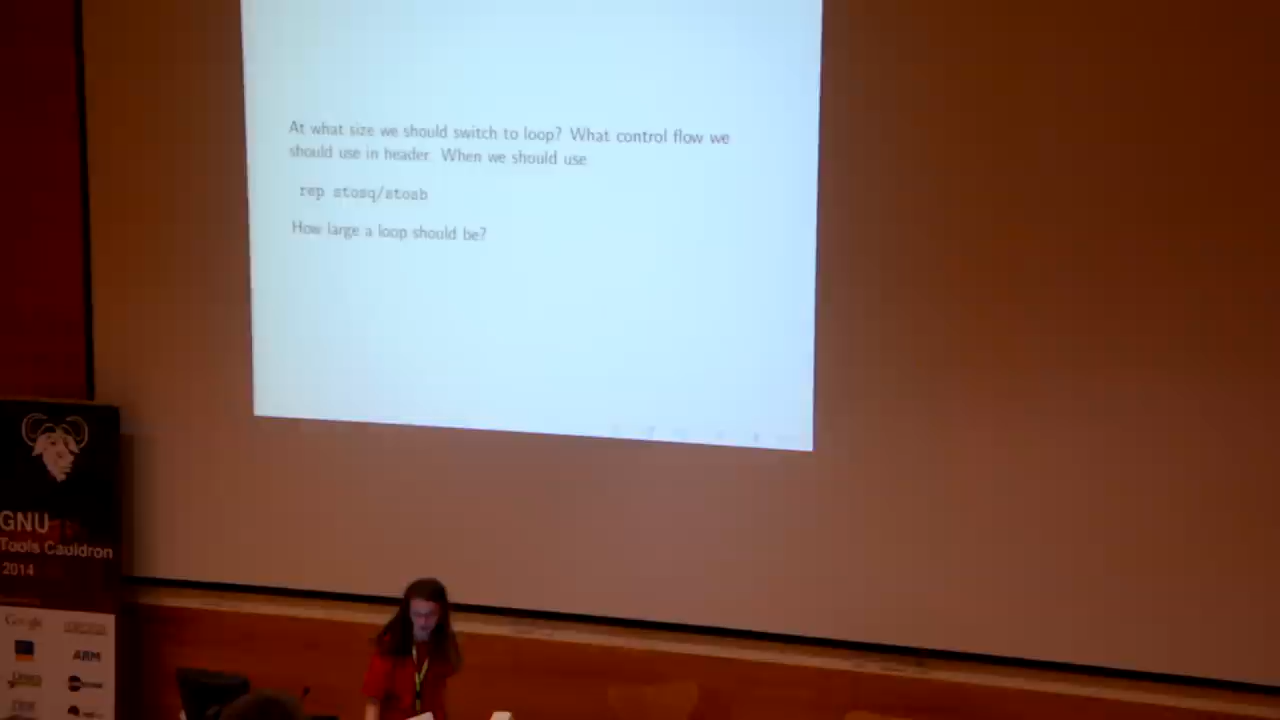 At what size we should switch to loop? What control flow we
should use in header. When we should use
rep stosq/stosb
How large a loop should be?
GNU
Tools Cauldron
2014
Google
ARM